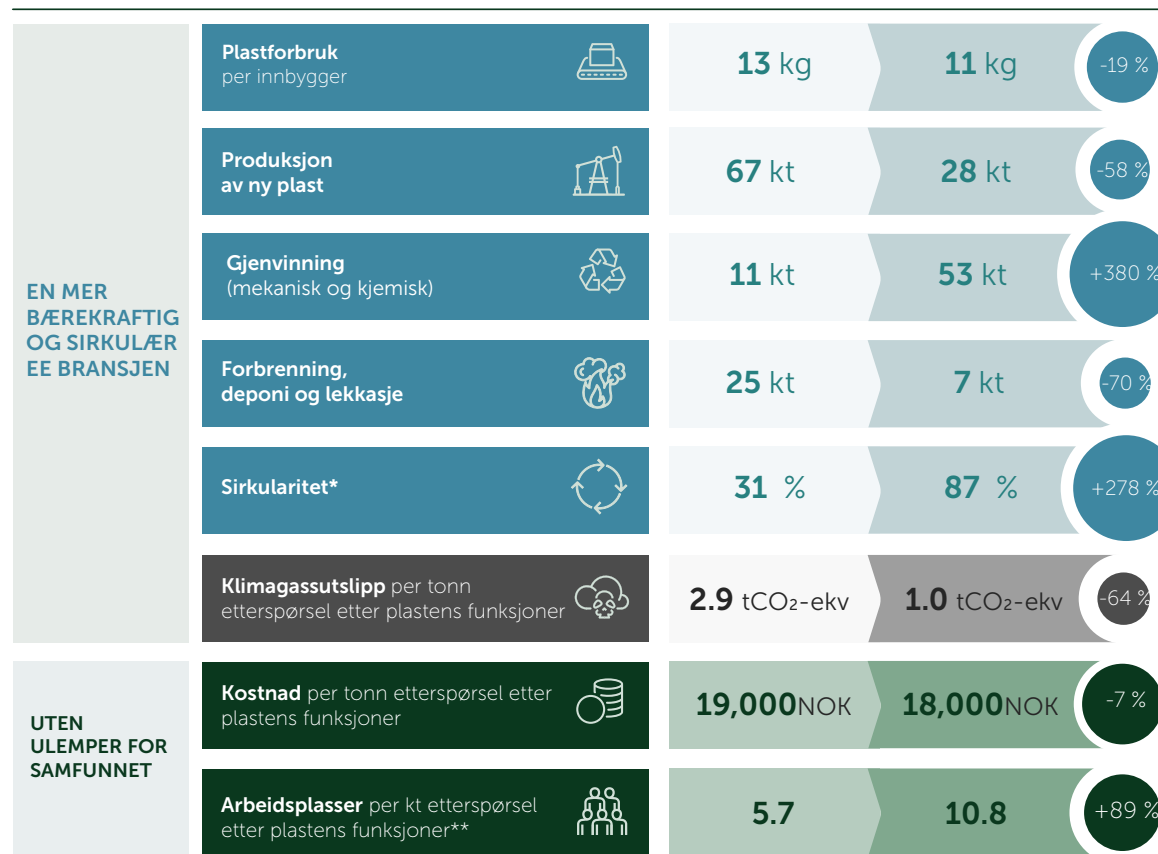 EN MER
BÆREKRAFTIG
OG SIRKULÆR
EE BRANSJEN
Plastforbruk
per innbygger
13 kg
11 kg
-19 %
Produksjon
av ny plast
67 kt
28 kt
-58 %
Gjenvinning
(mekanisk og kjemisk)
11 kt
53 kt
+380 %
Forbrenning,
deponi og lekkasje
25 kt
7 kt
-70 %
Sirkularitet*
31 %
87 %
+278 %
Klimagassutslipp per tonn
etterspørsel etter plastens funksjoner
2.9 tCO2-ekv
1.0 tCO2-ekv
-64 %
UTEN
ULEMPER FOR
SAMFUNNET
Kostnad per tonn etterspørsel etter
plastens funksjoner
19,000NOK
18,000NOK
-7 %
Arbeidsplasser per kt etterspørsel
etter plastens funksjoner**
5.7
10.8
+89 %